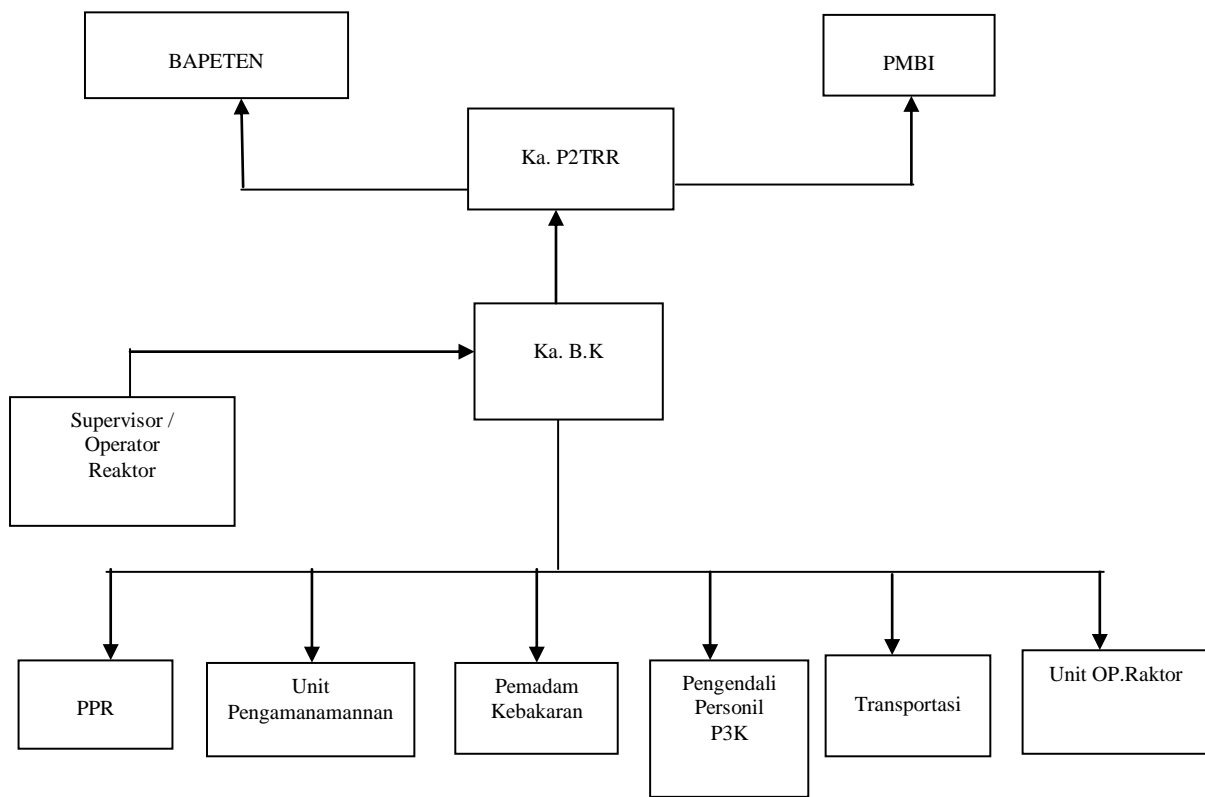 BAPETEN
PMBI
Ka. P2TRR
Ka. B.K
Supervisor /
Operator
Reaktor
PPR
Unit
Pengamanamannan
Pemadam
Kebakaran
Pengendali
Personil
P3K
Transportasi
Unit OP.Raktor